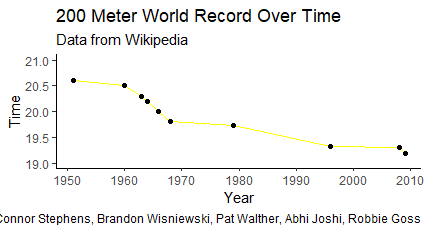 200 Meter World Record Over Time
Data from Wikipedia
21.0
20.5
20.0
19.5
19.0
Time
1950 1960 1970 1980 1990 2000 2010
Year
Connor Stephens, Brandon Wisniewski, Pat Walther, Abhi Joshi, Robbie Goss